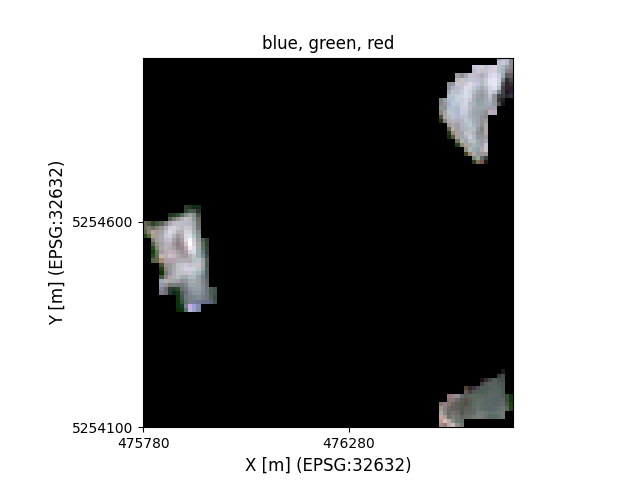 blue, green, red
Y [m] (EPSG:32632)
5254600
5254100
475780
476280
X [m] (EPSG:32632)